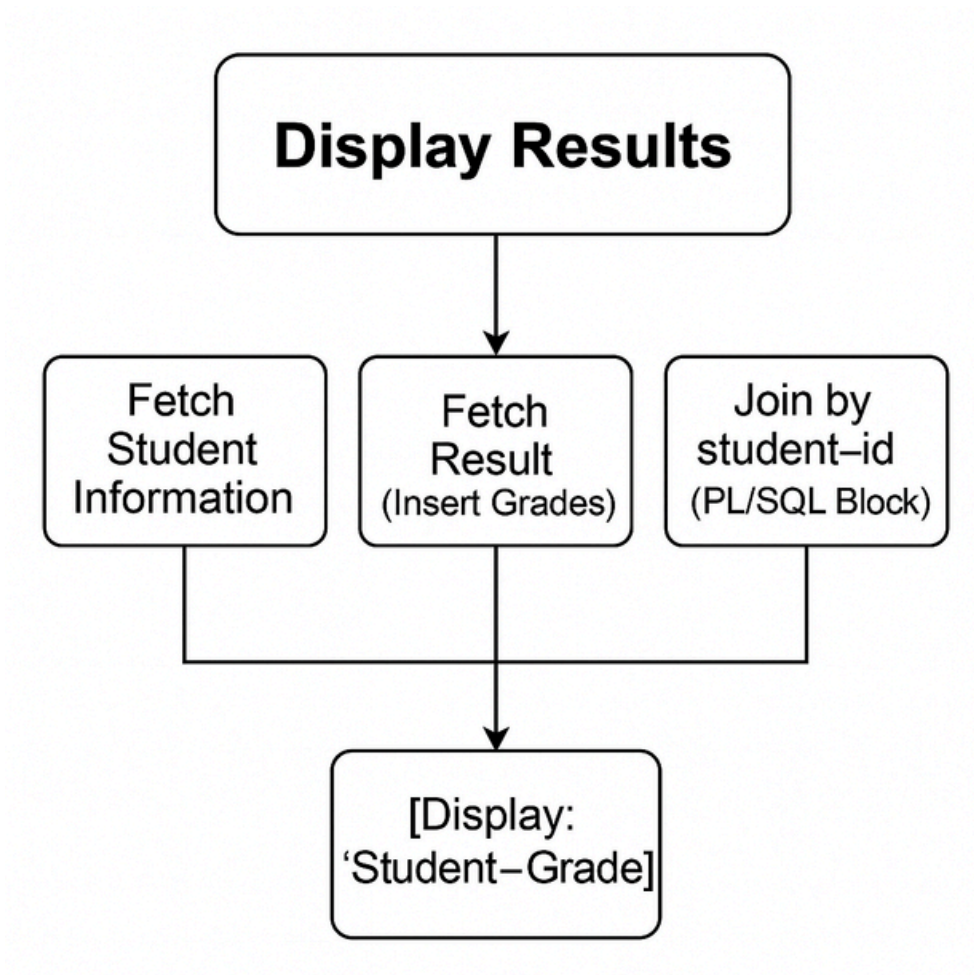 Display Results
Fetch
Student
Information
Fetch
Result
(Insert Grades)
Join by
student–id
(PL/SQL Block)
[Display:
‘Student–Grade]